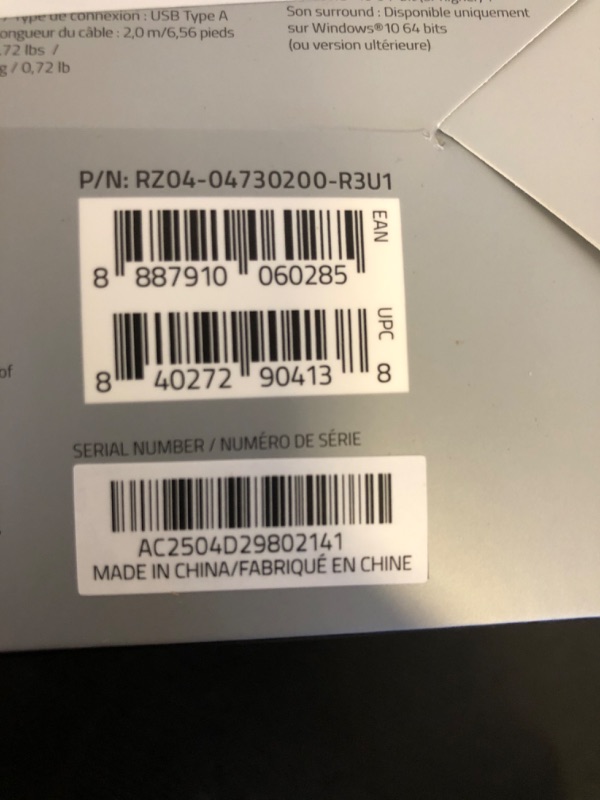 de connexion : USB Type A
ongueur du câble : 2,0 m/6,56 pieds
.72 lbs /
g / 0,72 lb
Son surround : Disponible uniquement
sur Windows® 10 64 bits
(ou version ultérieure)
of
P/N: RZ04-04730200-R3U1
EAN
8 887910 060285
UPC
8 40272 90413 8
SERIAL NUMBER / NUMÉRO DE SÉRIE
AC2504D29802141
MADE IN CHINA/FABRIQUÉ EN CHINE